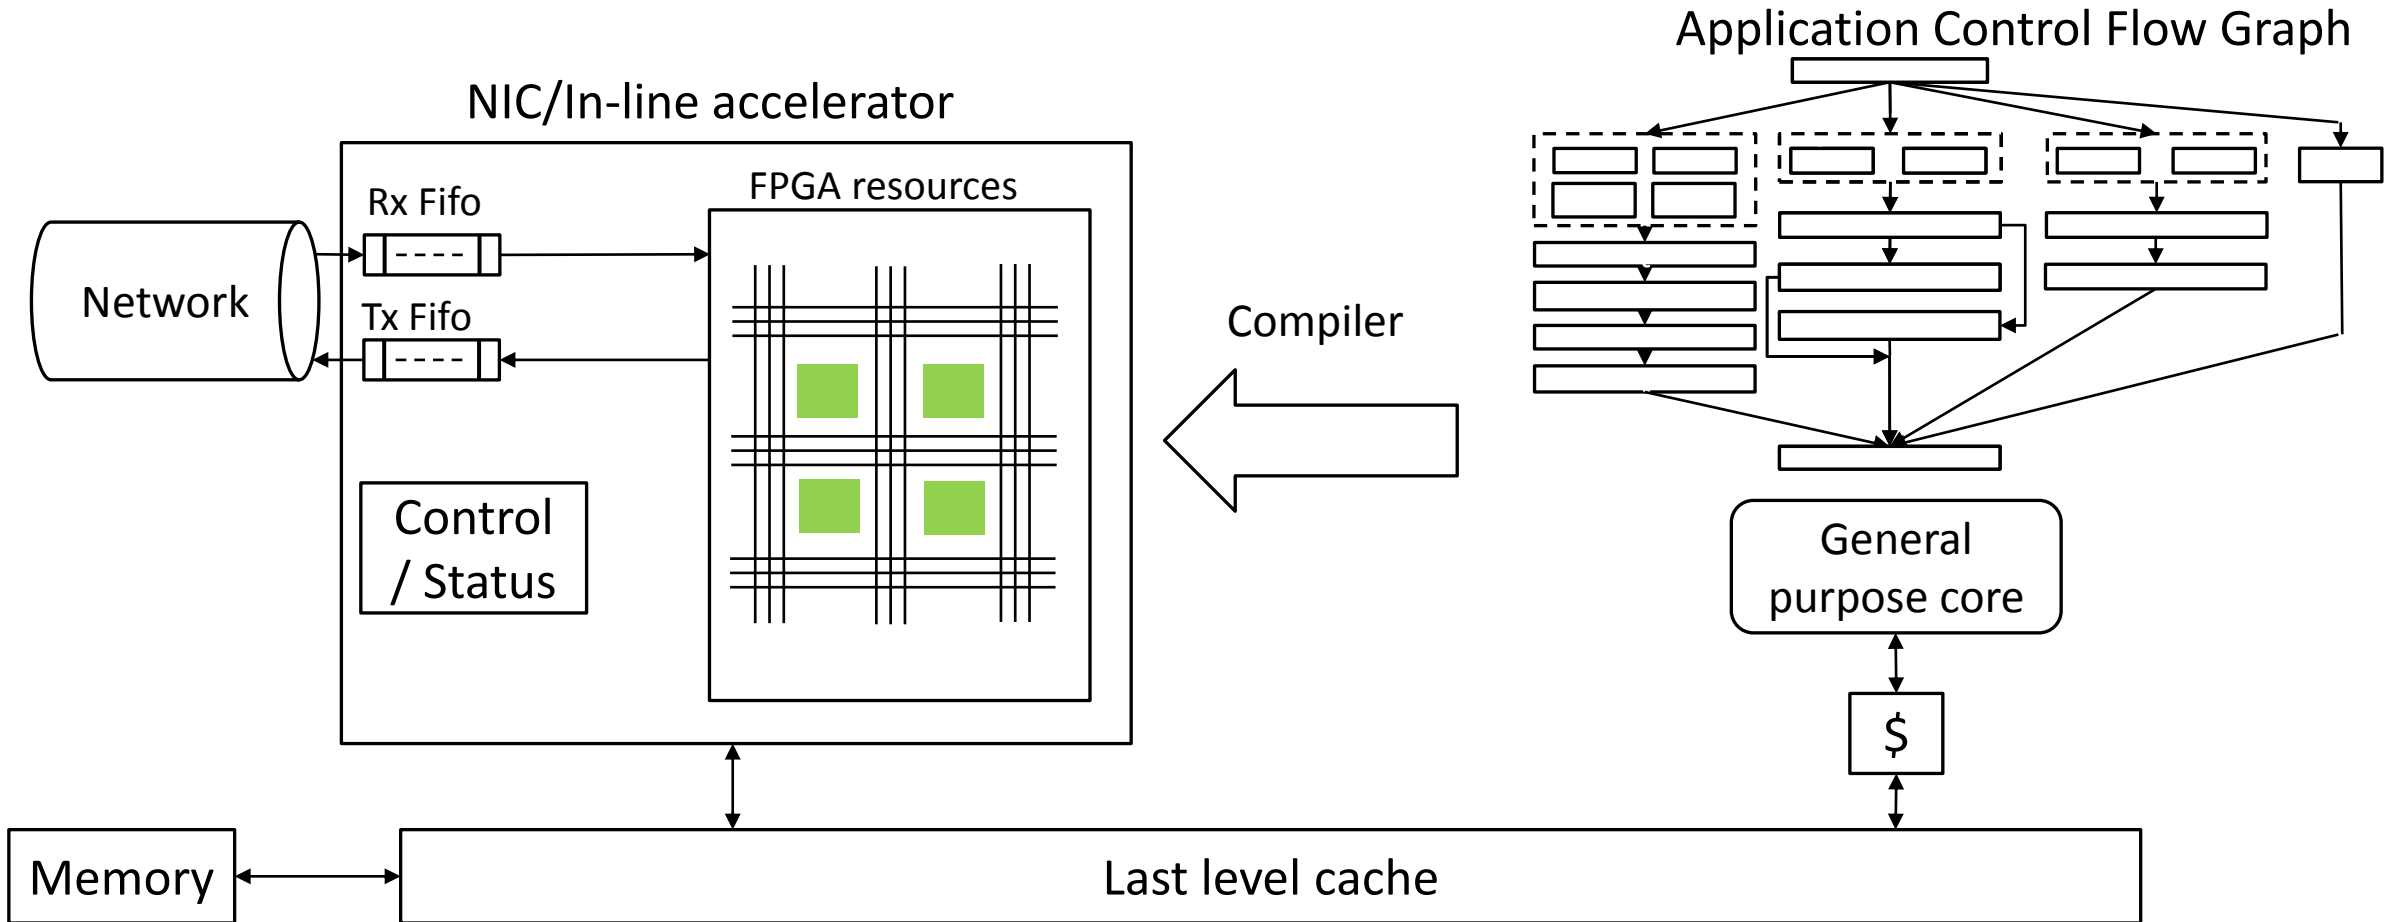 Application Control Flow Graph
NIC/In-line accelerator
FPGA resources
Rx Fifo
Network
Tx Fifo
Compiler
Control
/ Status
General
purpose core
$
Memory
Last level cache